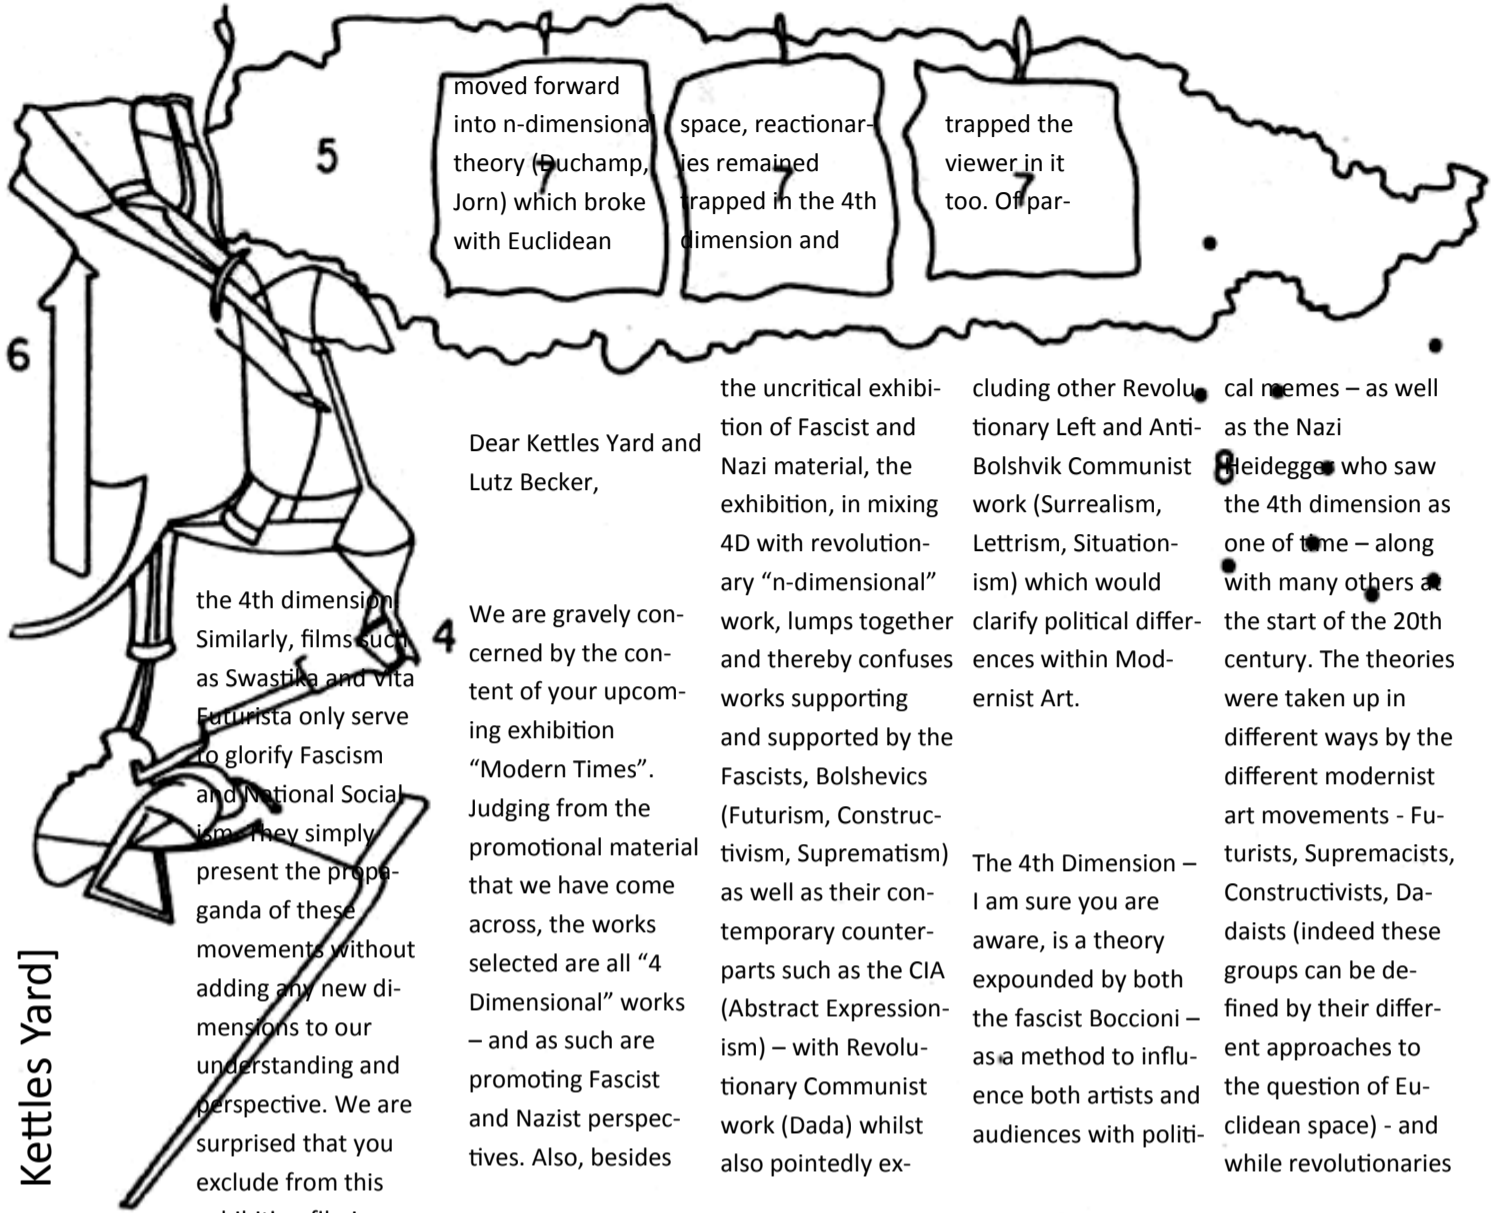 Dear Kettles Yard and
Lutz Becker,
We are gravely con-
cerned by the con-
tent of your upcom-
ing exhibition
“Modern Times”.
Judging from the
promotional material
that we have come
across, the works
selected are all “4
Dimensional” works
– and as such are
promoting Fascist
and Nazist perspec-
tives. Also, besides
the uncritical exhibi-
tion of Fascist and
Nazi material, the
exhibition, in mixing
4D with revolution-
ary “n-dimensional”
work, lumps together
and thereby confuses
works supporting
and supported by the
Fascists, Bolshevics
(Futurism, Construc-
tivism, Suprematism)
as well as their con-
temporary counter-
parts such as the CIA
(Abstract Expression-
ism) – with Revolu-
tionary Communist
work (Dada) whilst
also pointedly ex-
cluding other Revolu-
tionary Left and Anti-
Bolshvik Communist
work (Surrealism,
Lettrism, Situation-
ism) which would
clarify political differ-
ences within Mod-
ernist Art.
The 4th Dimension –
I am sure you are
aware, is a theory
expounded by both
the fascist Boccioni –
as a method to influ-
ence both artists and
audiences with politi-
cal memes – as well
as the Nazi
Heidegger who saw
the 4th dimension as
one of time – along
with many others at
the start of the 20th
century. The theories
were taken up in
different ways by the
different modernist
art movements - Fu-
turists, Supremacists,
Constructivists, Da-
daists (indeed these
groups can be de-
fined by their differ-
ent approaches to
the question of Eu-
clidean space) - and
while revolutionaries
moved forward
into n-dimensional
theory (Duchamp,
Jorn) which broke
with Euclidean
space, reactionar-
ies remained
trapped in the 4th
dimension and
trapped the
viewer in it
too. Of par-
the 4th dimension.
Similarly, films such
as Swastika and Vita
Futurista only serve
to glorify Fascism
and National Social-
ism. They simply
present the propa-
ganda of these
movements without
adding any new di-
mensions to our
understanding and
perspective. We are
surprised that you
exclude from this
Kettles Yard]
5
7
7
7
6
4
8